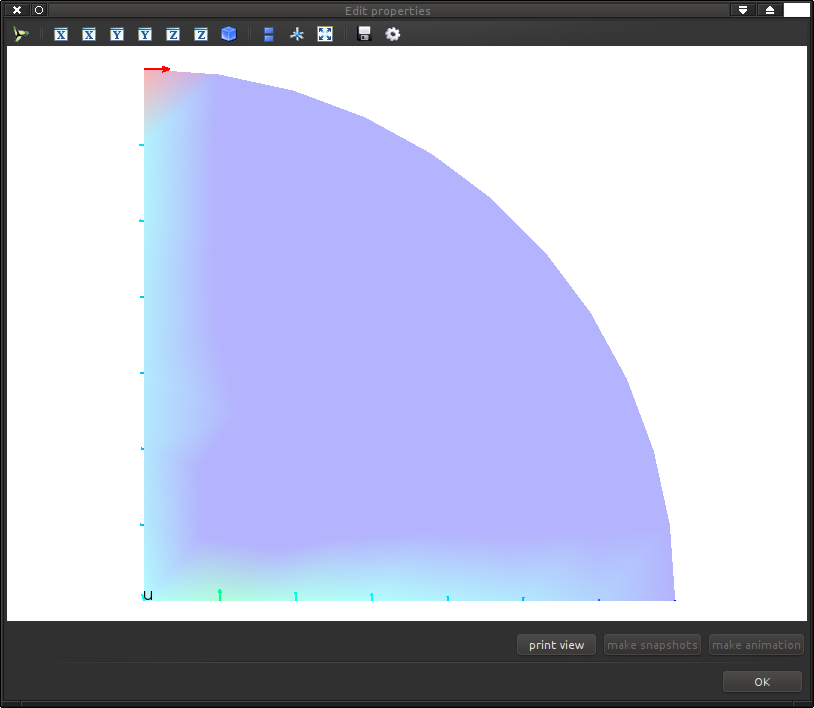 Edit properties
X X Y Y Z Z
u
print view make snapshots make animation
OK